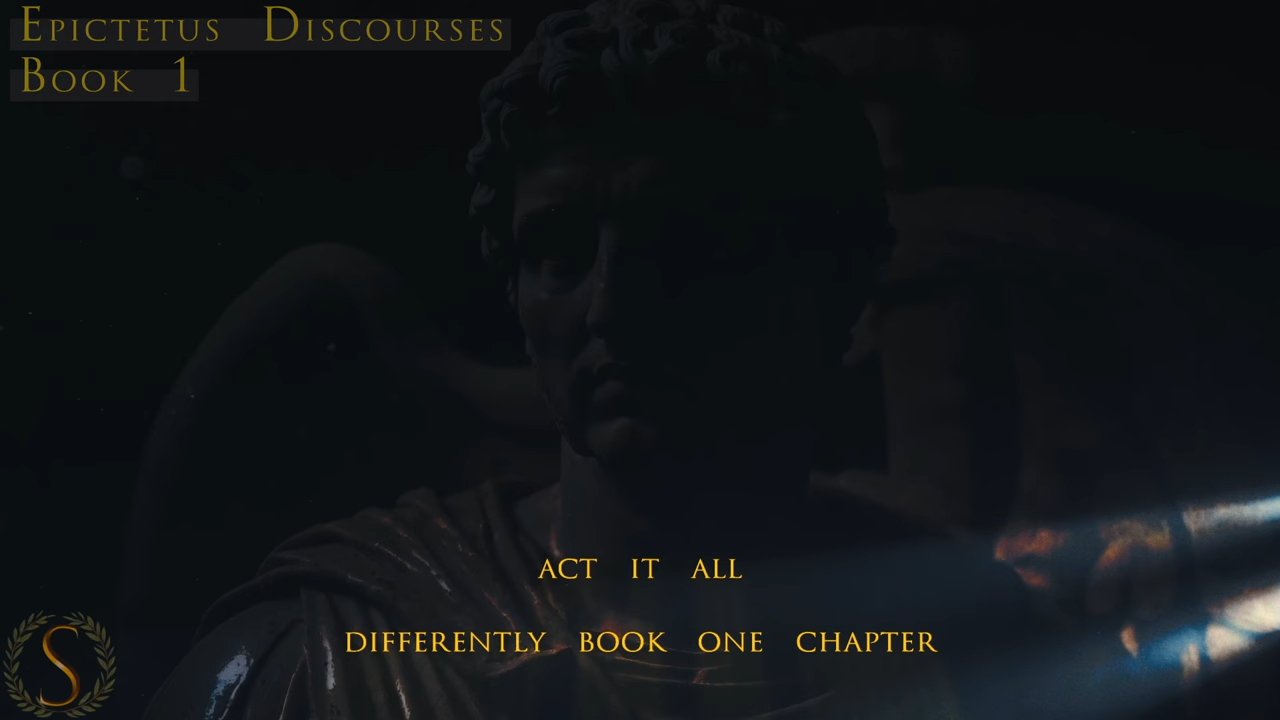 Epictetus Discourses
Book 1
ACT IT ALL
DIFFERENTLY BOOK ONE CHAPTER
S